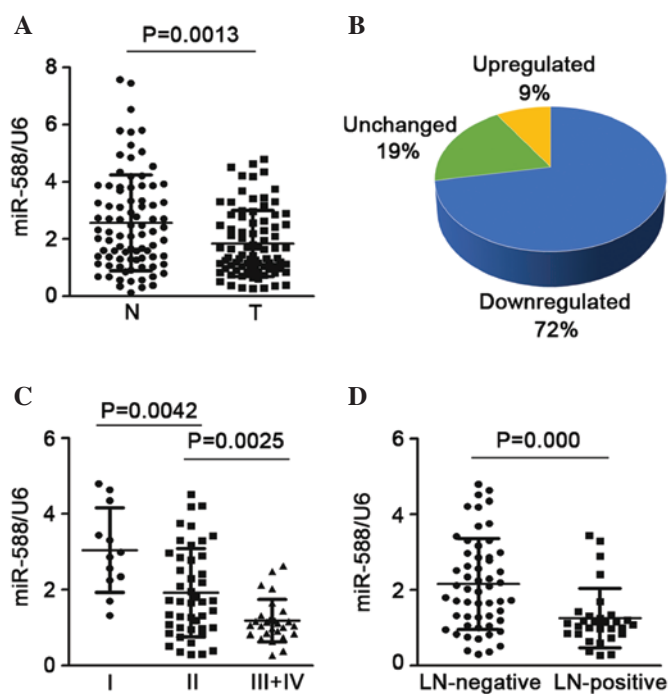 A
P=0.0013
miR-588/U6
8
6
4
2
0
N T
B
Upregulated
9%
Unchanged
19%
Downregulated
72%
C
P=0.0042
P=0.0025
miR-588/U6
6
4
2
0
I II III+IV
D
P=0.000
miR-588/U6
6
4
2
0
LN-negative LN-positive